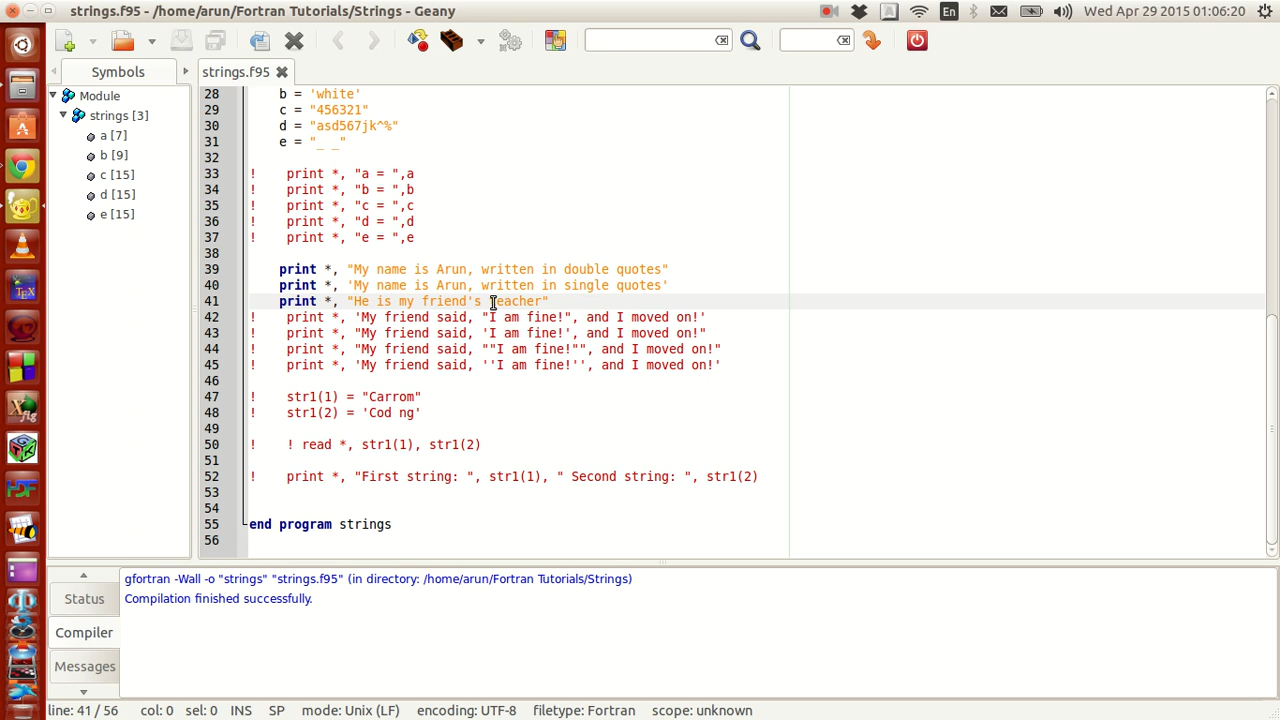 strings.f95 - /home/arun/Fortran Tutorials/Strings - Geany
En
Wed Apr 29 2015 01:06:20
Symbols
strings.f95
Module
strings [3]
a [7]
b [9]
c [15]
d [15]
e [15]
28 b = 'white'
29 c = "456321"
30 d = "asd567jk^%"
31 e = "_ _"
32
33 ! print *, "a = ",a
34 ! print *, "b = ",b
35 ! print *, "c = ",c
36 ! print *, "d = ",d
37 ! print *, "e = ",e
38
39 print *, "My name is Arun, written in double quotes"
40 print *, 'My name is Arun, written in single quotes'
41 print *, "He is my friend's teacher"
42 ! print *, 'My friend said, "I am fine!", and I moved on!'
43 ! print *, "My friend said, 'I am fine!', and I moved on!"
44 ! print *, "My friend said, ""I am fine!"", and I moved on!"
45 ! print *, 'My friend said, ''I am fine!'', and I moved on!'
46
47 ! str1(1) = "Carrom"
48 ! str1(2) = 'Cod ng'
49
50 ! ! read *, str1(1), str1(2)
51
52 ! print *, "First string: ", str1(1), " Second string: ", str1(2)
53
54
55 end program strings
56
Status
Compiler
Messages
gfortran -Wall -o "strings" "strings.f95" (in directory: /home/arun/Fortran Tutorials/Strings)
Compilation finished successfully.
line: 41 / 56 col: 0 sel: 0 INS SP mode: Unix (LF) encoding: UTF-8 filetype: Fortran scope: unknown